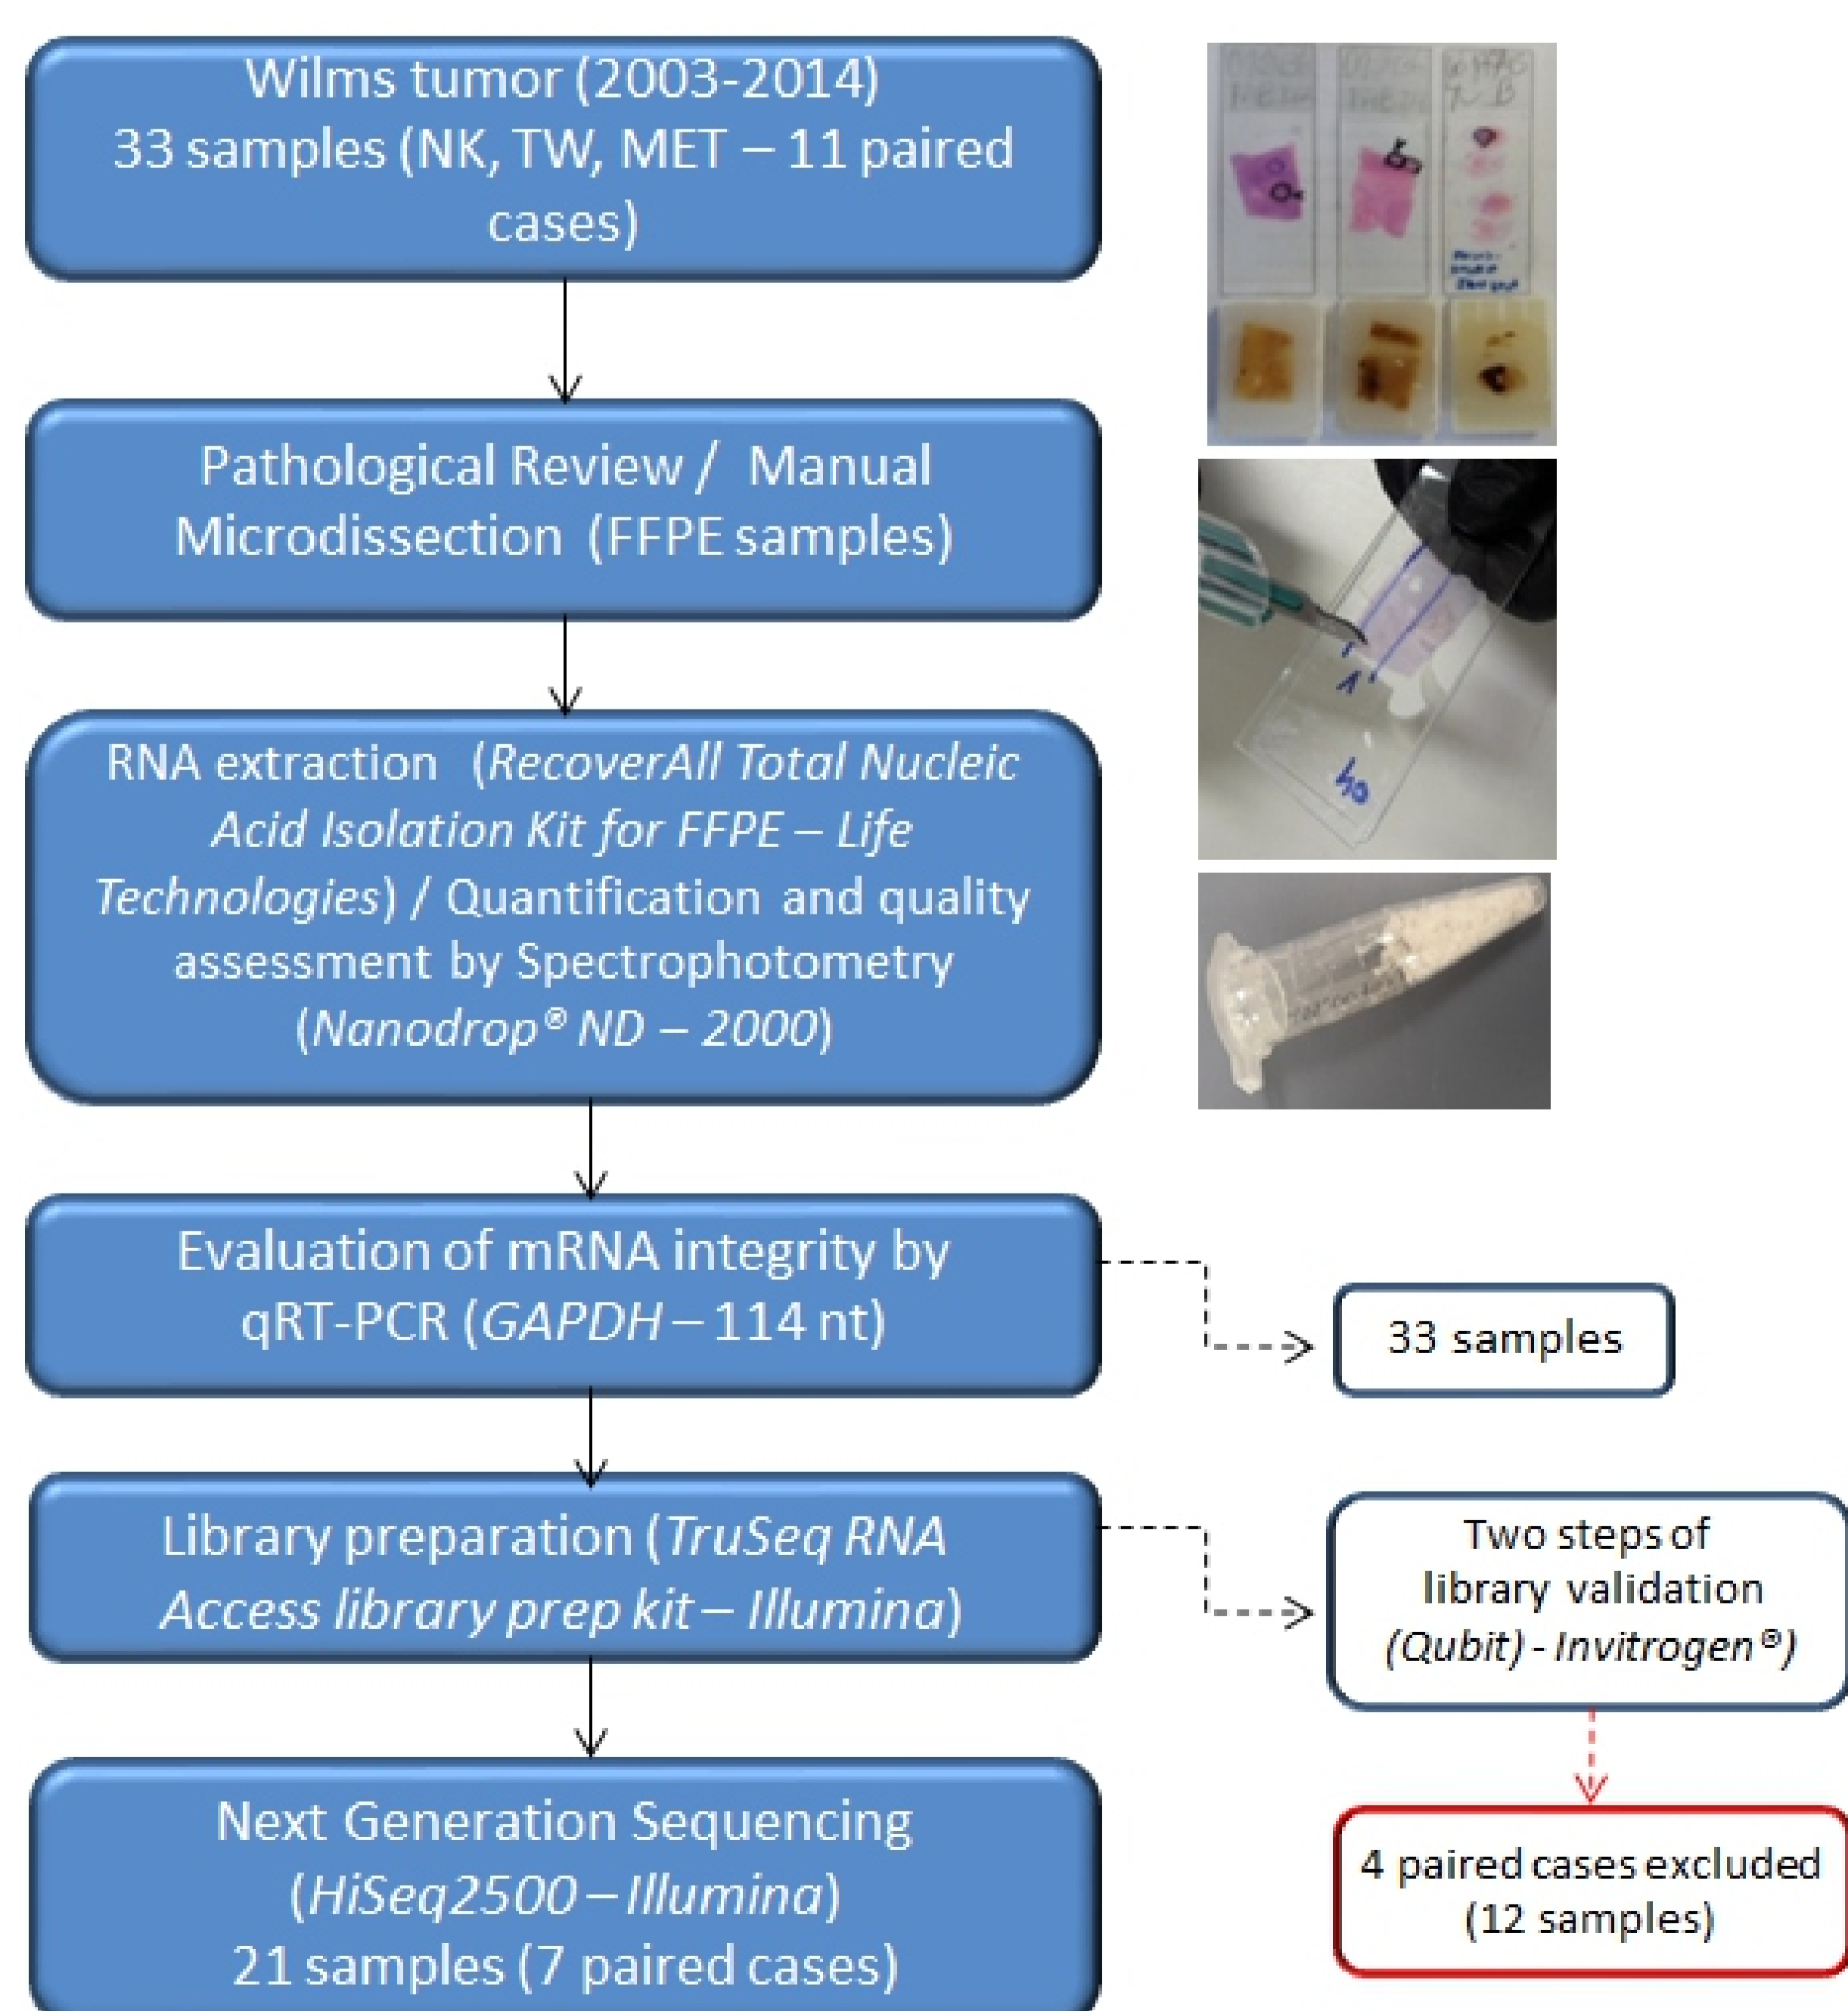 Wilms tumor (2003-2014)
33 samples (NK, TW, MET – 11 paired
cases)
Pathological Review / Manual
Microdissection (FFPE samples)
RNA extraction (RecoverAll Total Nucleic
Acid Isolation Kit for FFPE – Life
Technologies) / Quantification and quality
assessment by Spectrophotometry
(Nanodrop® ND – 2000)
Evaluation of mRNA integrity by
qRT-PCR (GAPDH – 114 nt)
33 samples
Library preparation (TruSeq RNA
Access library prep kit – Illumina)
Two steps of
library validation
(Qubit) - Invitrogen®)
Next Generation Sequencing
(HiSeq2500 – Illumina)
21 samples (7 paired cases)
4 paired cases excluded
(12 samples)